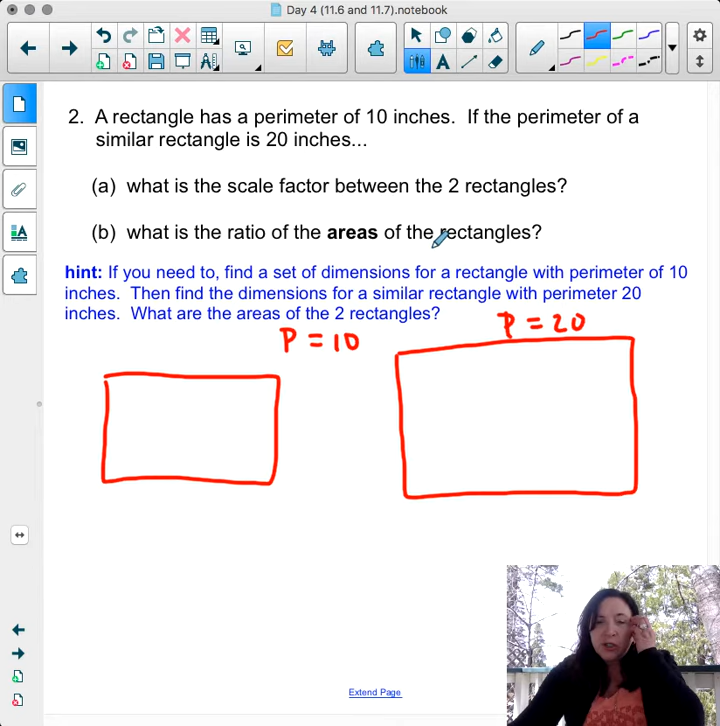 Day 4 (11.6 and 11.7).notebook
2. A rectangle has a perimeter of 10 inches. If the perimeter of a
similar rectangle is 20 inches...
(a) what is the scale factor between the 2 rectangles?
(b) what is the ratio of the areas of the rectangles?
hint: If you need to, find a set of dimensions for a rectangle with perimeter of 10
inches. Then find the dimensions for a similar rectangle with perimeter 20
inches. What are the areas of the 2 rectangles?
P = 20
P = 10
Extend Page